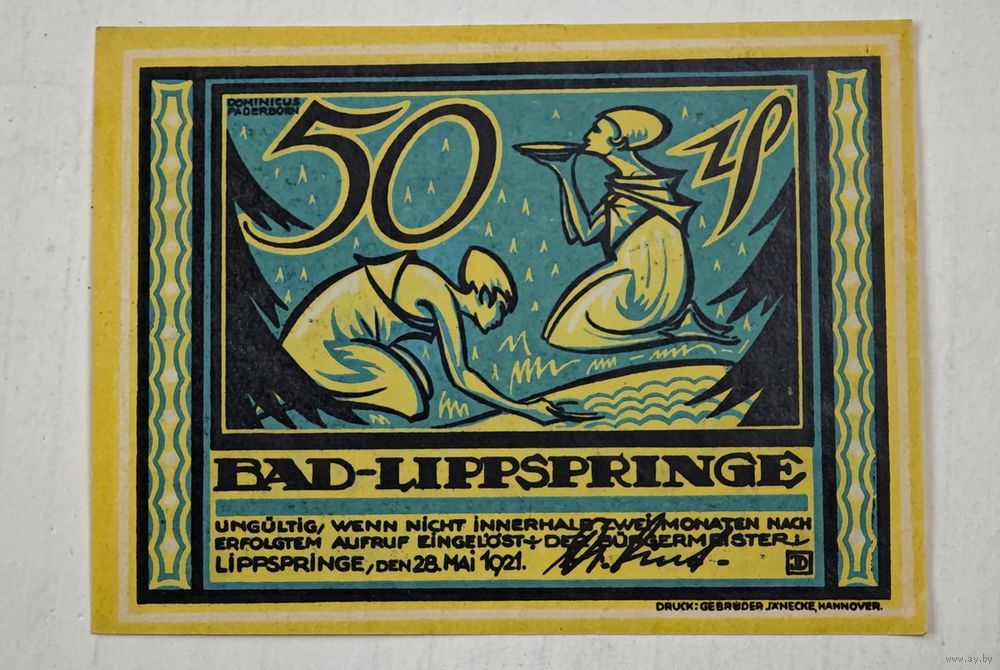 DOMINICUS
PADERBORN
50 ₰
BAD-LIPPSPRINGE
UNGÜLTIG, WENN NICHT INNERHALB ZWEI MONATEN NACH
ERFOLGTEM AUFRUF EINGELÖST + DER BÜRGERMEISTER +
LIPPSPRINGE, DEN 28. MAI 1921.
JD
DRUCK: GEBRÜDER JÄNECKE, HANNOVER.
www.ay.by